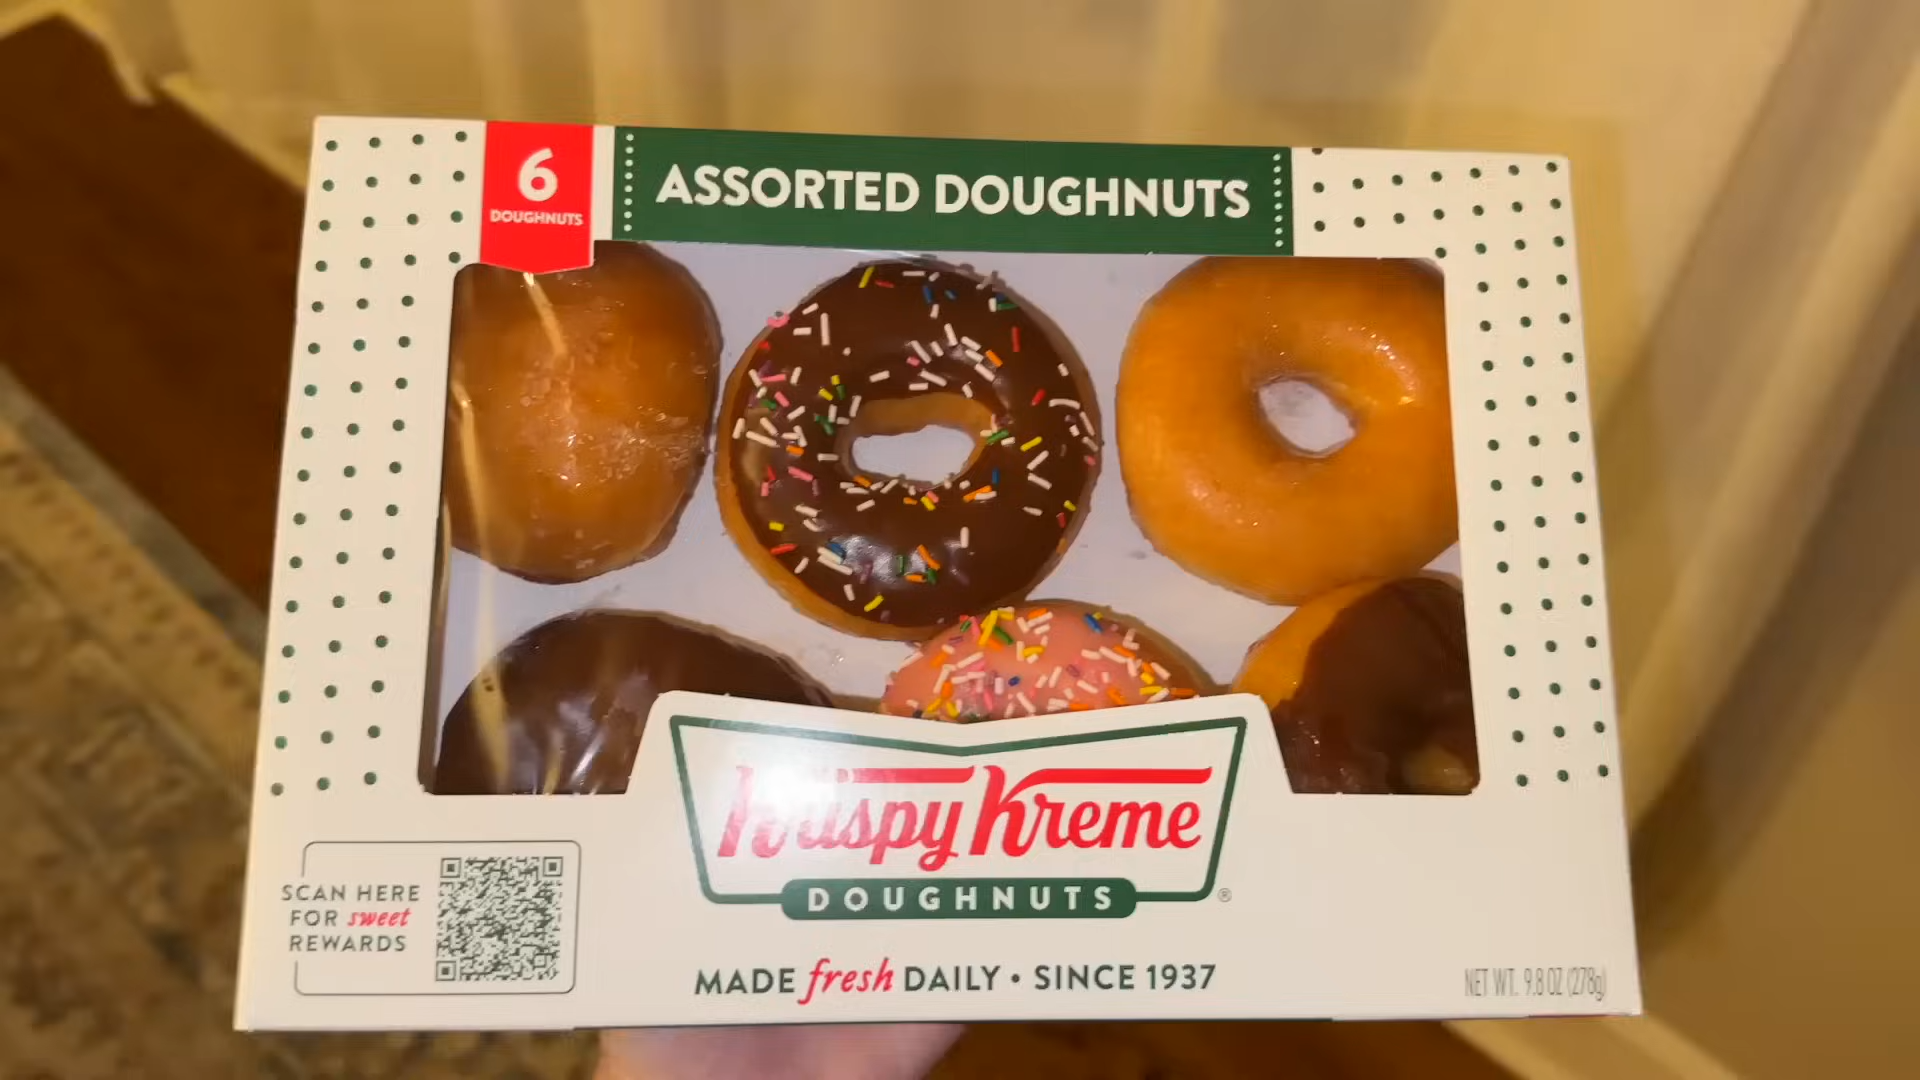 6
DOUGHNUTS
ASSORTED DOUGHNUTS
Krispy Kreme
DOUGHNUTS
®
SCAN HERE
FOR sweet
REWARDS
MADE fresh DAILY • SINCE 1937
NET WT. 9.8 OZ (278g)